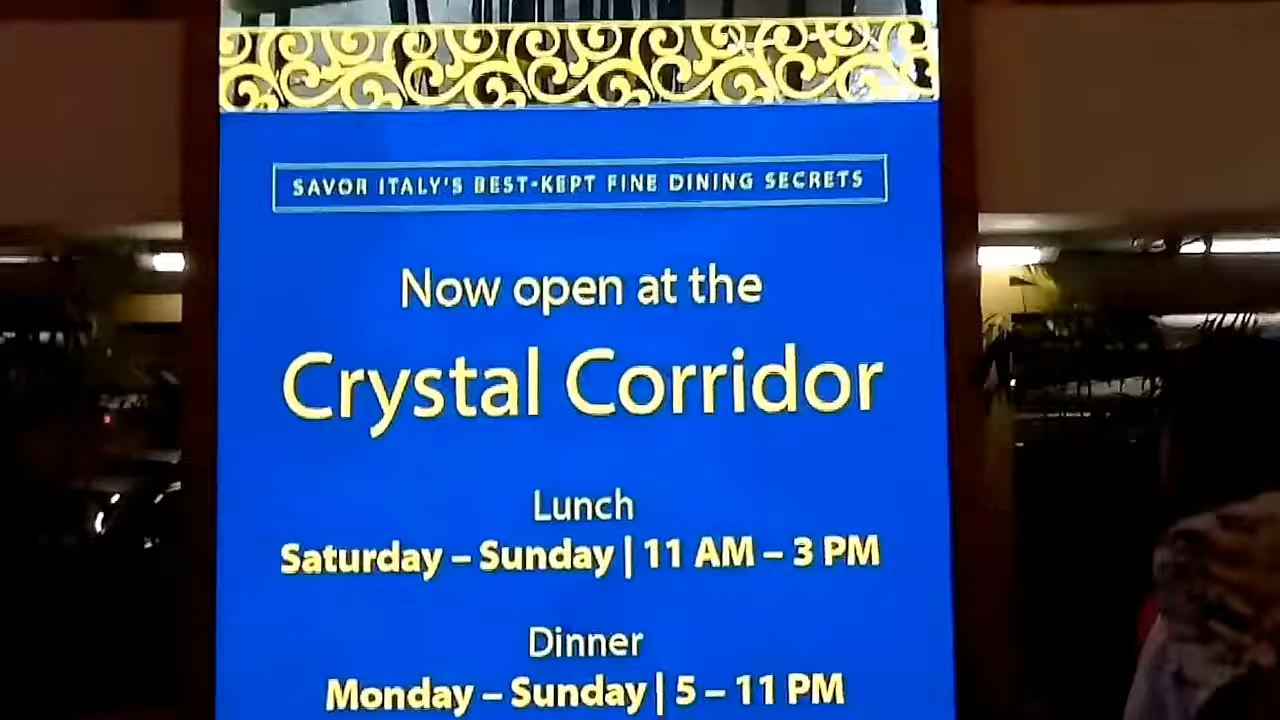 SAVOR ITALY'S BEST-KEPT FINE DINING SECRETS
Now open at the
Crystal Corridor
Lunch
Saturday – Sunday | 11 AM – 3 PM
Dinner
Monday – Sunday | 5 – 11 PM